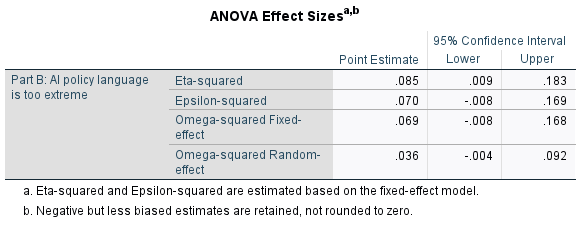 ANOVA Effect Sizesa,b
95% Confidence Interval
Point Estimate Lower Upper
Part B: AI policy language is too extreme Eta-squared .085 .009 .183
Epsilon-squared .070 -.008 .169
Omega-squared Fixed-effect .069 -.008 .168
Omega-squared Random-effect .036 -.004 .092
a. Eta-squared and Epsilon-squared are estimated based on the fixed-effect model.
b. Negative but less biased estimates are retained, not rounded to zero.